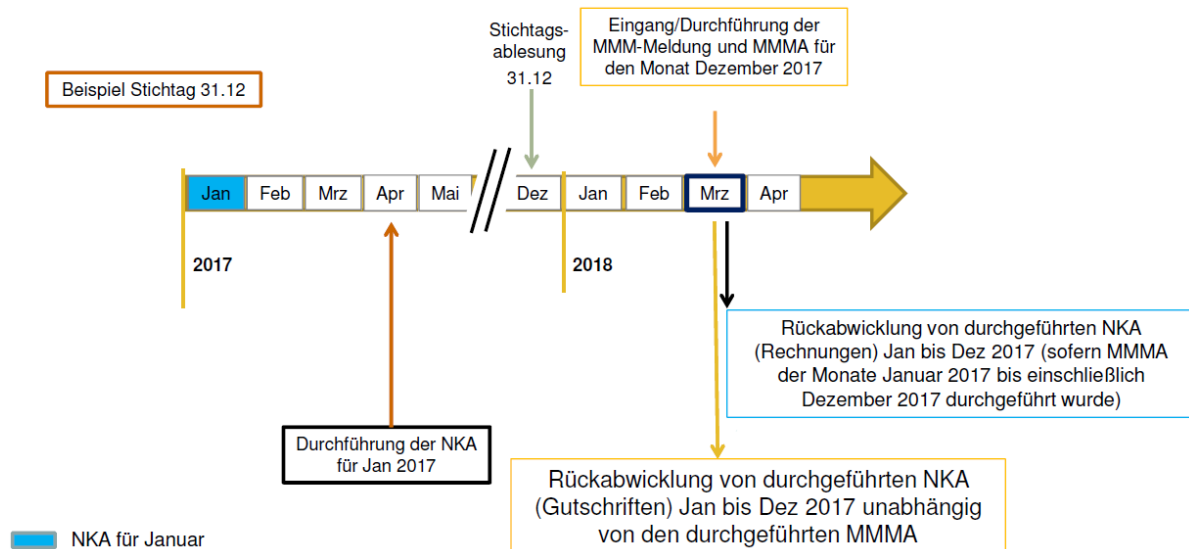 Beispiel Stichtag 31.12
Stichtags-
ablesung
31.12
Eingang/Durchführung der
MMM-Meldung und MMMA für
den Monat Dezember 2017
Jan Feb Mrz Apr Mai Dez Jan Feb Mrz Apr
2017 2018
Rückabwicklung von durchgeführten NKA
(Rechnungen) Jan bis Dez 2017 (sofern MMMA
der Monate Januar 2017 bis einschließlich
Dezember 2017 durchgeführt wurde)
Durchführung der NKA
für Jan 2017
Rückabwicklung von durchgeführten NKA
(Gutschriften) Jan bis Dez 2017 unabhängig
von den durchgeführten MMMA
NKA für Januar